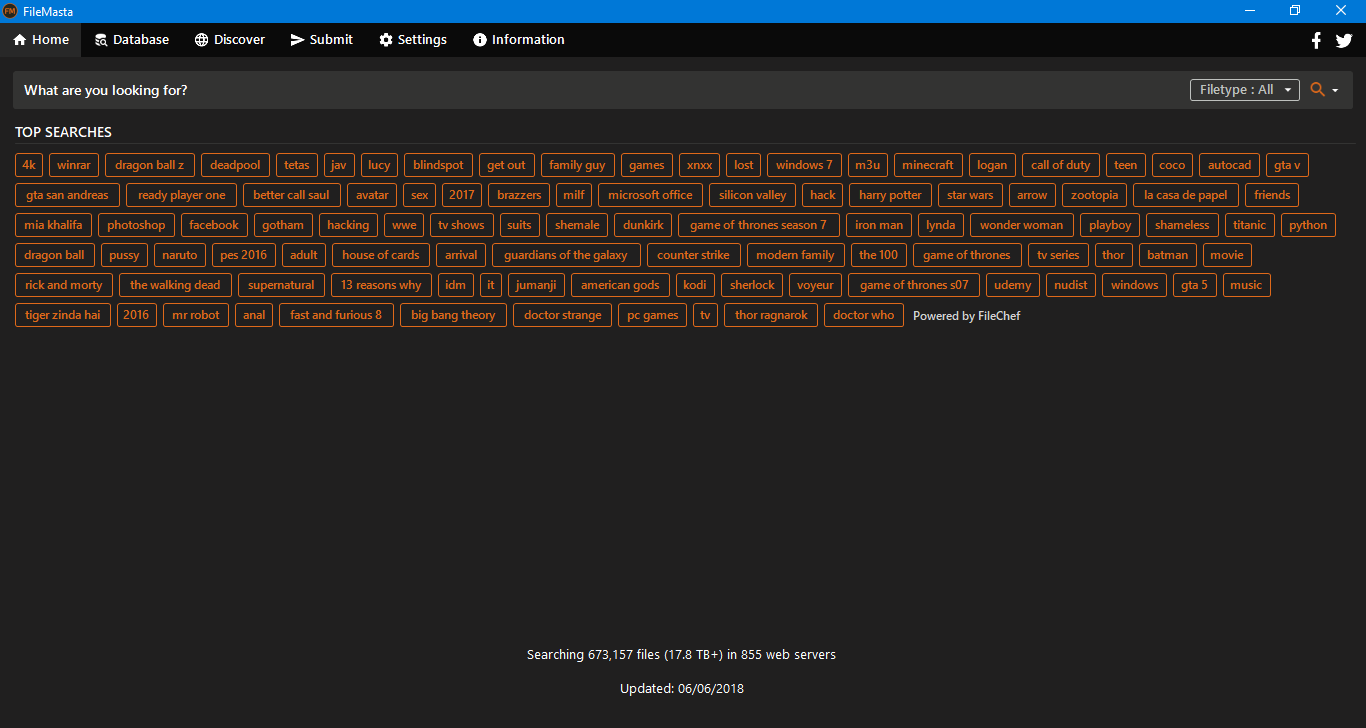 FM FileMasta
Home Database Discover Submit Settings Information
What are you looking for? Filetype : All
TOP SEARCHES
4k winrar dragon ball z deadpool tetas jav lucy blindspot get out family guy games xnxx lost windows 7 m3u minecraft logan call of duty teen coco autocad gta v
gta san andreas ready player one better call saul avatar sex 2017 brazzers milf microsoft office silicon valley hack harry potter star wars arrow zootopia la casa de papel friends
mia khalifa photoshop facebook gotham hacking wwe tv shows suits shemale dunkirk game of thrones season 7 iron man lynda wonder woman playboy shameless titanic python
dragon ball pussy naruto pes 2016 adult house of cards arrival guardians of the galaxy counter strike modern family the 100 game of thrones tv series thor batman movie
rick and morty the walking dead supernatural 13 reasons why idm it jumanji american gods kodi sherlock voyeur game of thrones s07 udemy nudist windows gta 5 music
tiger zinda hai 2016 mr robot anal fast and furious 8 big bang theory doctor strange pc games tv thor ragnarok doctor who Powered by FileChef
Searching 673,157 files (17.8 TB+) in 855 web servers
Updated: 06/06/2018